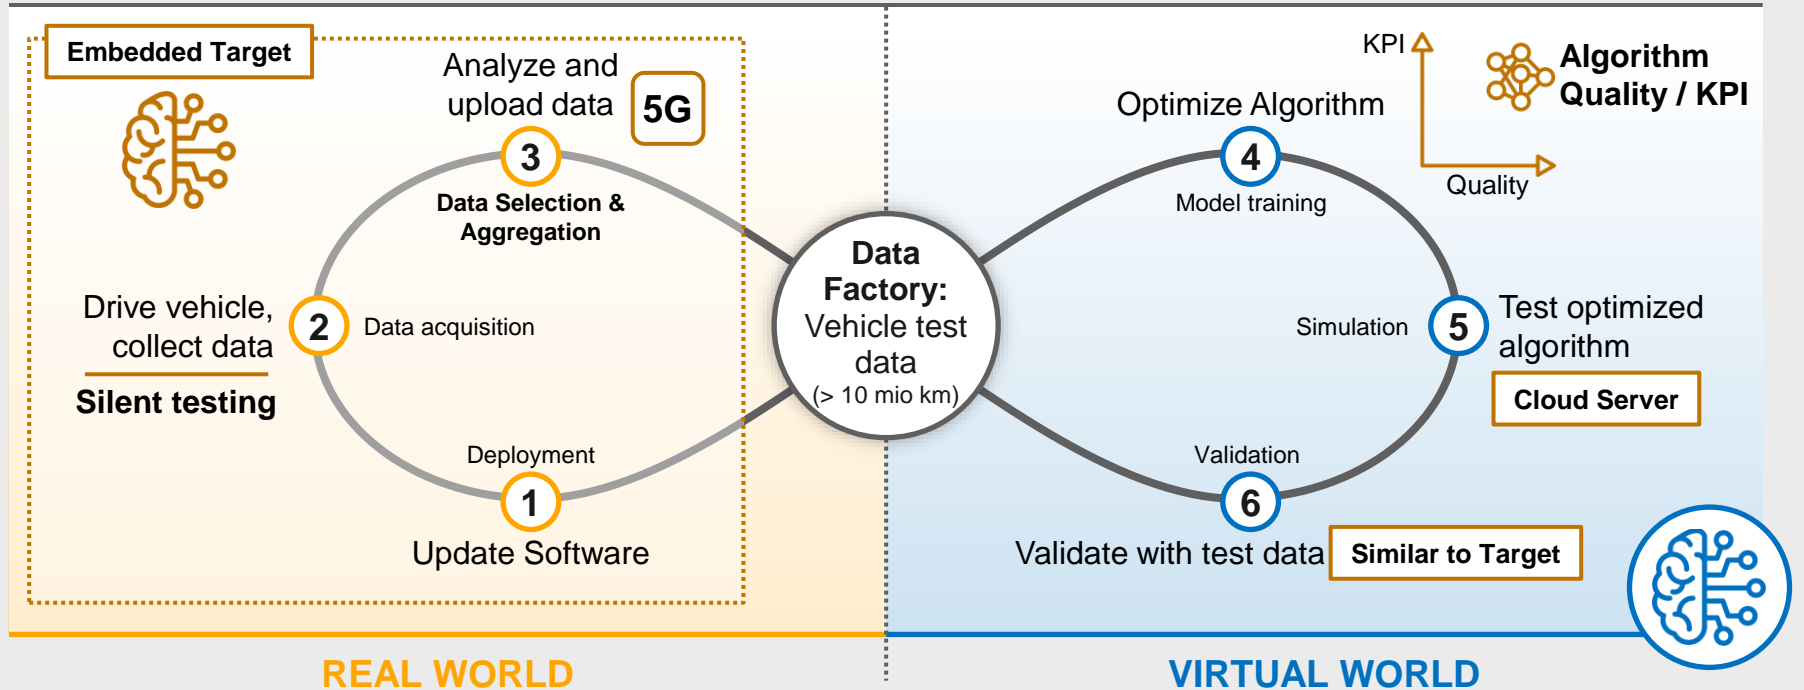 Embedded Target
Analyze and
upload data
5G
3
Data Selection &
Aggregation
Drive vehicle,
collect data
Silent testing
2
Data acquisition
Deployment
1
Update Software
Data
Factory:
Vehicle test
data
(> 10 mio km)
KPI
Quality
Algorithm
Quality / KPI
Optimize Algorithm
4
Model training
Simulation
5
Test optimized
algorithm
Cloud Server
Validation
6
Validate with test data
Similar to Target
REAL WORLD
VIRTUAL WORLD